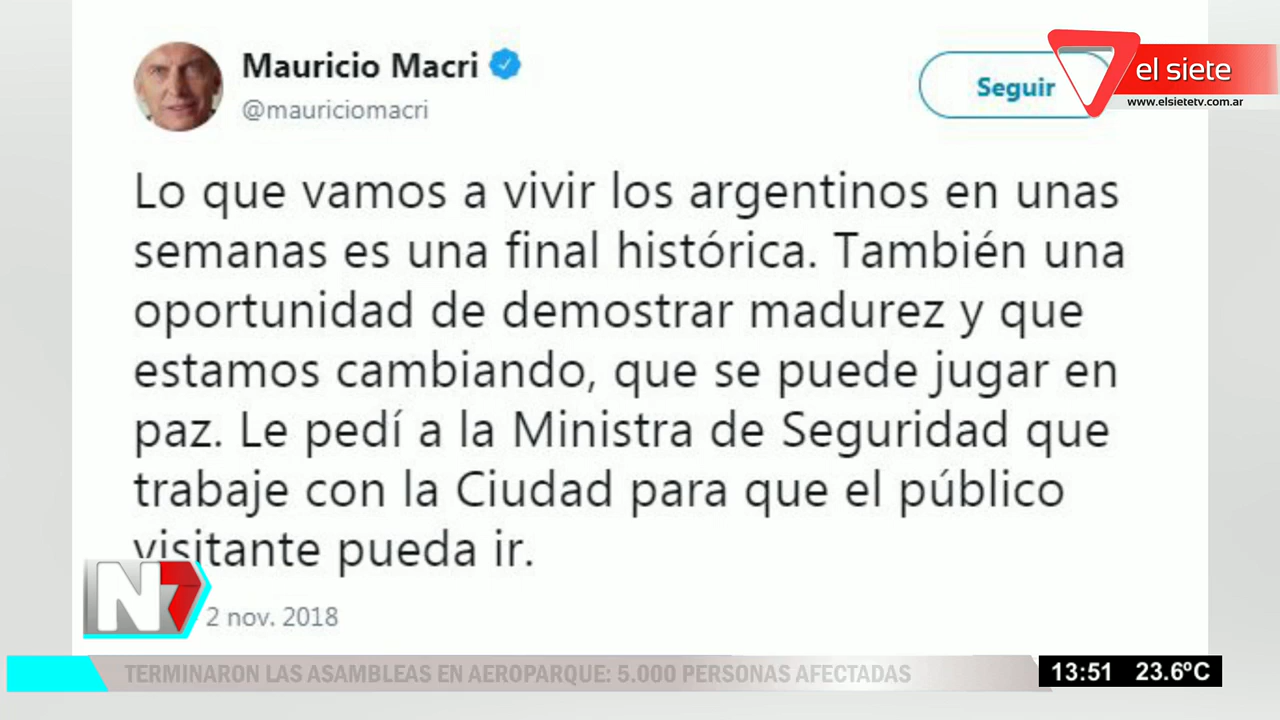 Mauricio Macri
@mauriciomacri
Seguir
el siete
www.elsietetv.com.ar
Lo que vamos a vivir los argentinos en unas
semanas es una final histórica. También una
oportunidad de demostrar madurez y que
estamos cambiando, que se puede jugar en
paz. Le pedí a la Ministra de Seguridad que
trabaje con la Ciudad para que el público
visitante pueda ir.
N7
2 nov. 2018
TERMINARON LAS ASAMBLEAS EN AEROPARQUE: 5.000 PERSONAS AFECTADAS
13:51 23.6ºC